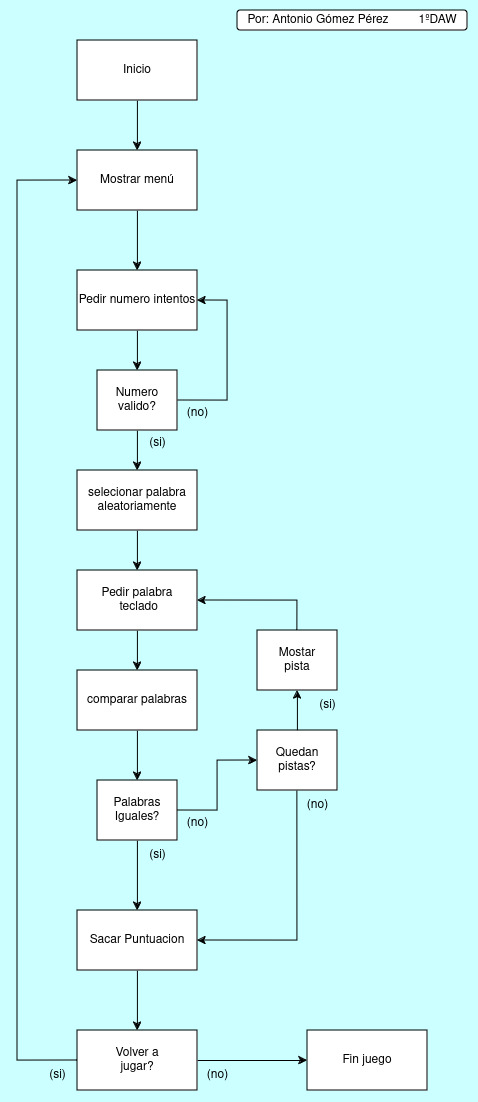 Por: Antonio Gómez Pérez 1ºDAW
Inicio
Mostrar menú
Pedir numero intentos
Numero
valido?
(no)
(si)
selecionar palabra
aleatoriamente
Pedir palabra
teclado
Mostar
pista
comparar palabras
(si)
Quedan
pistas?
Palabras
Iguales?
(no)
(no)
(si)
Sacar Puntuacion
Volver a
jugar?
Fin juego
(si)
(no)